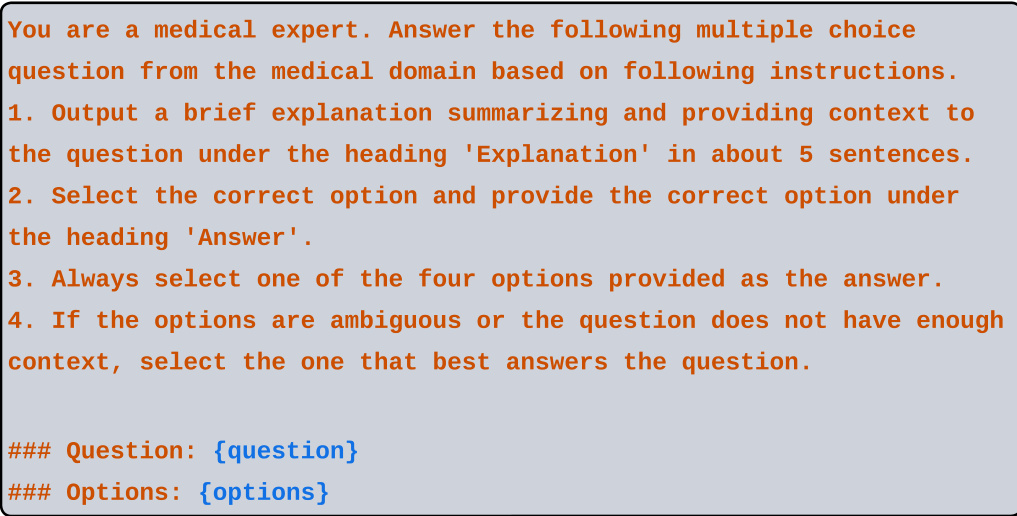 You are a medical expert. Answer the following multiple choice
question from the medical domain based on following instructions.
1. Output a brief explanation summarizing and providing context to
the question under the heading 'Explanation' in about 5 sentences.
2. Select the correct option and provide the correct option under
the heading 'Answer'.
3. Always select one of the four options provided as the answer.
4. If the options are ambiguous or the question does not have enough
context, select the one that best answers the question.
### Question: {question}
### Options: {options}